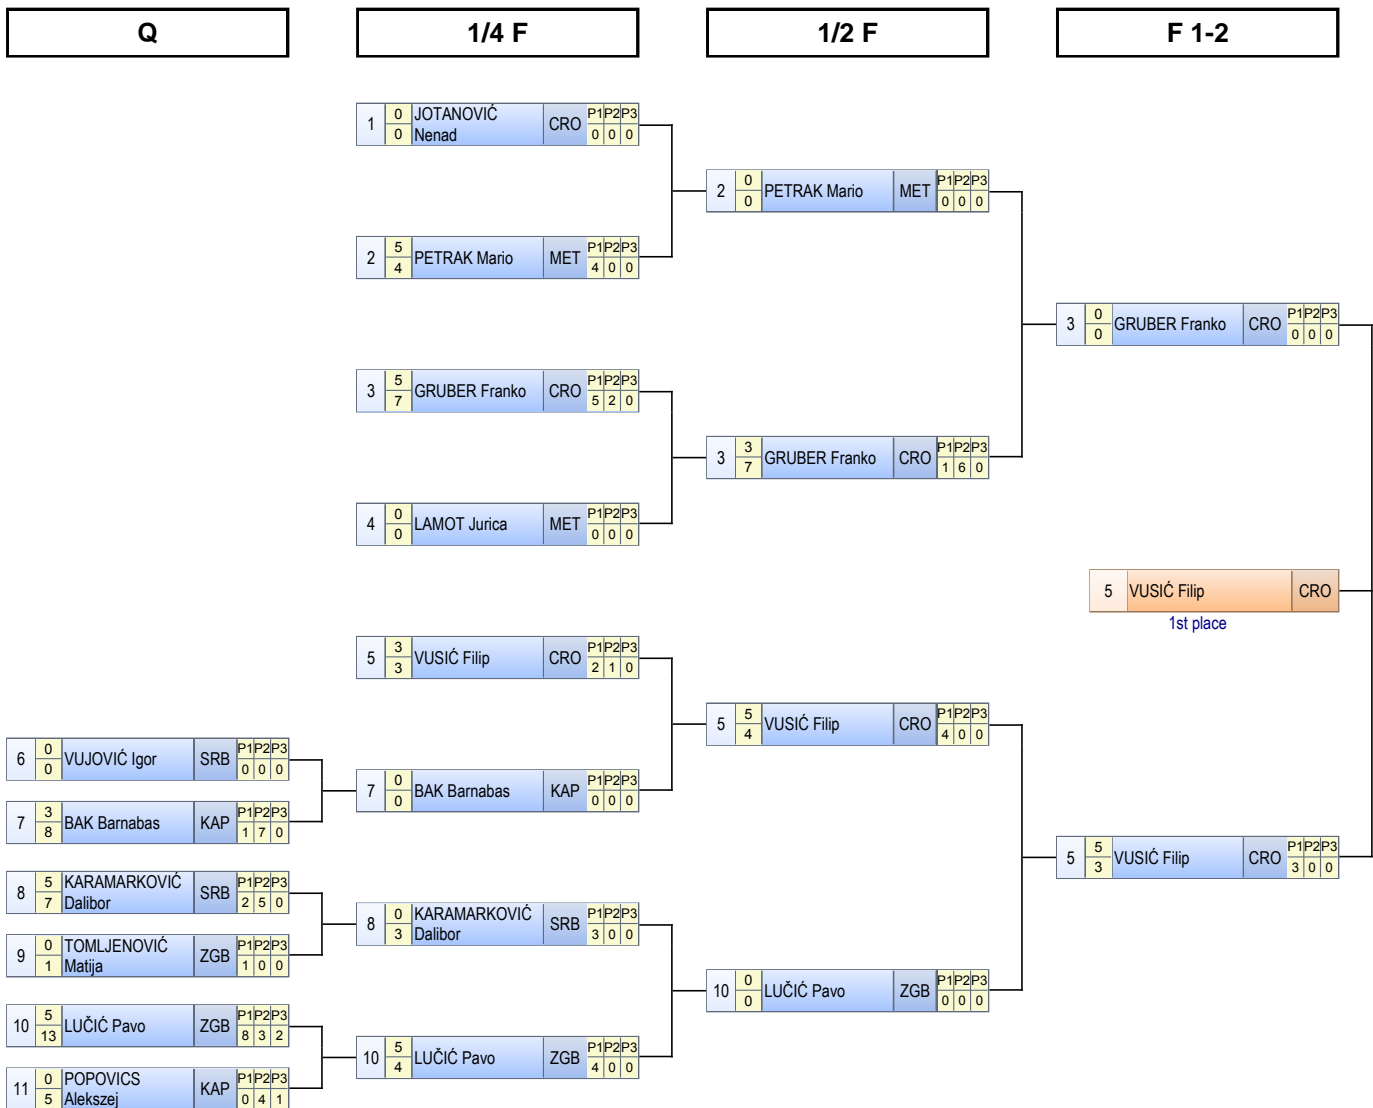 Q
1/4 F
1/2 F
F 1-2
1 0 0 JOTANOVIĆ Nenad CRO P1 P2 P3 0 0 0
2 0 0 PETRAK Mario MET P1 P2 P3 0 0 0
2 5 4 PETRAK Mario MET P1 P2 P3 4 0 0
3 0 0 GRUBER Franko CRO P1 P2 P3 0 0 0
3 5 7 GRUBER Franko CRO P1 P2 P3 5 2 0
3 3 7 GRUBER Franko CRO P1 P2 P3 1 6 0
4 0 0 LAMOT Jurica MET P1 P2 P3 0 0 0
5 VUSIĆ Filip CRO
1st place
5 3 3 VUSIĆ Filip CRO P1 P2 P3 2 1 0
5 5 4 VUSIĆ Filip CRO P1 P2 P3 4 0 0
6 0 0 VUJOVIĆ Igor SRB P1 P2 P3 0 0 0
7 0 0 BAK Barnabas KAP P1 P2 P3 0 0 0
7 3 8 BAK Barnabas KAP P1 P2 P3 1 7 0
5 5 3 VUSIĆ Filip CRO P1 P2 P3 3 0 0
8 5 7 KARAMARKOVIĆ Dalibor SRB P1 P2 P3 2 5 0
8 0 3 KARAMARKOVIĆ Dalibor SRB P1 P2 P3 3 0 0
9 0 1 TOMLJENOVIĆ Matija ZGB P1 P2 P3 1 0 0
10 0 0 LUČIĆ Pavo ZGB P1 P2 P3 0 0 0
10 5 13 LUČIĆ Pavo ZGB P1 P2 P3 8 3 2
10 5 4 LUČIĆ Pavo ZGB P1 P2 P3 4 0 0
11 0 5 POPOVICS Alekszej KAP P1 P2 P3 0 4 1